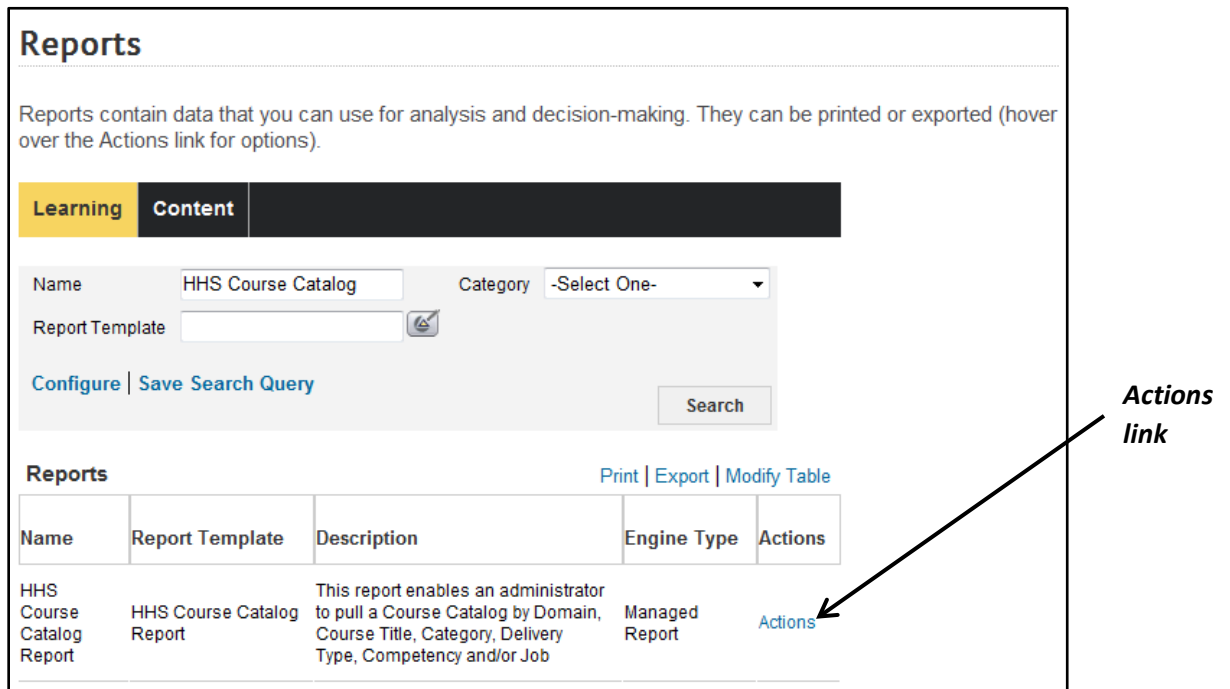 Reports
Reports contain data that you can use for analysis and decision-making. They can be printed or exported (hover
over the Actions link for options).
Learning Content
Name HHS Course Catalog Category -Select One-
Report Template
Configure | Save Search Query
Search
Actions
link
Reports Print | Export | Modify Table
Name Report Template Description Engine Type Actions
HHS
Course
Catalog
Report
HHS Course Catalog
Report
This report enables an administrator
to pull a Course Catalog by Domain,
Course Title, Category, Delivery
Type, Competency and/or Job
Managed
Report
Actions